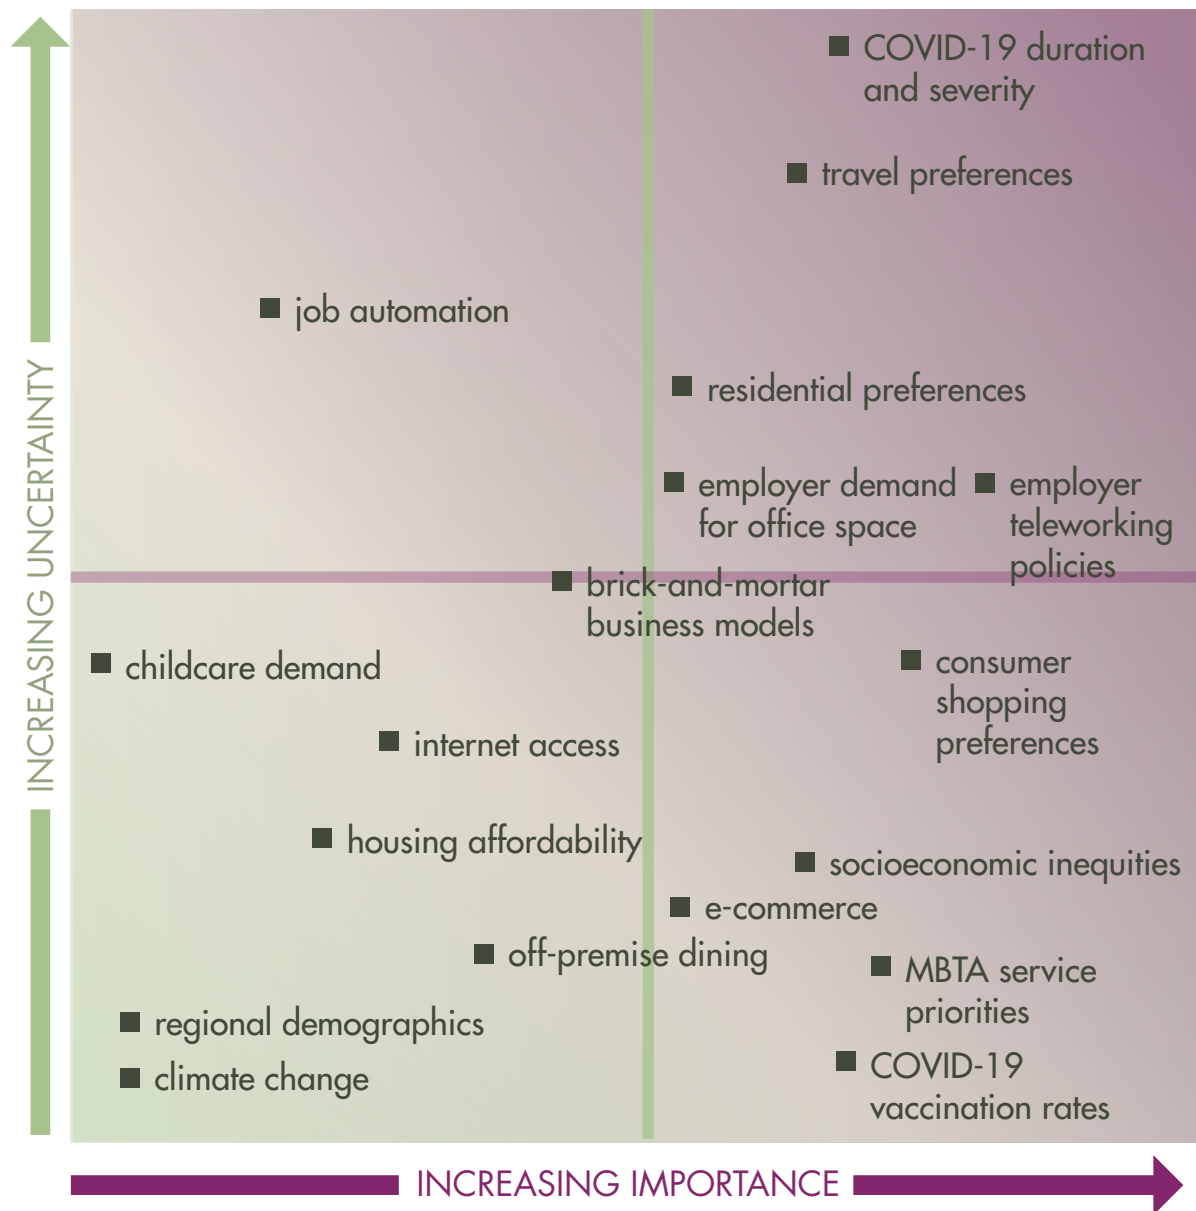 COVID-19 duration
and severity
travel preferences
job automation
residential preferences
employer demand
for office space
employer
teleworking
policies
brick-and-mortar
business models
childcare demand
consumer
shopping
preferences
internet access
housing affordability
socioeconomic inequities
e-commerce
off-premise dining
MBTA service
priorities
regional demographics
climate change
COVID-19
vaccination rates
INCREASING UNCERTAINTY
INCREASING IMPORTANCE